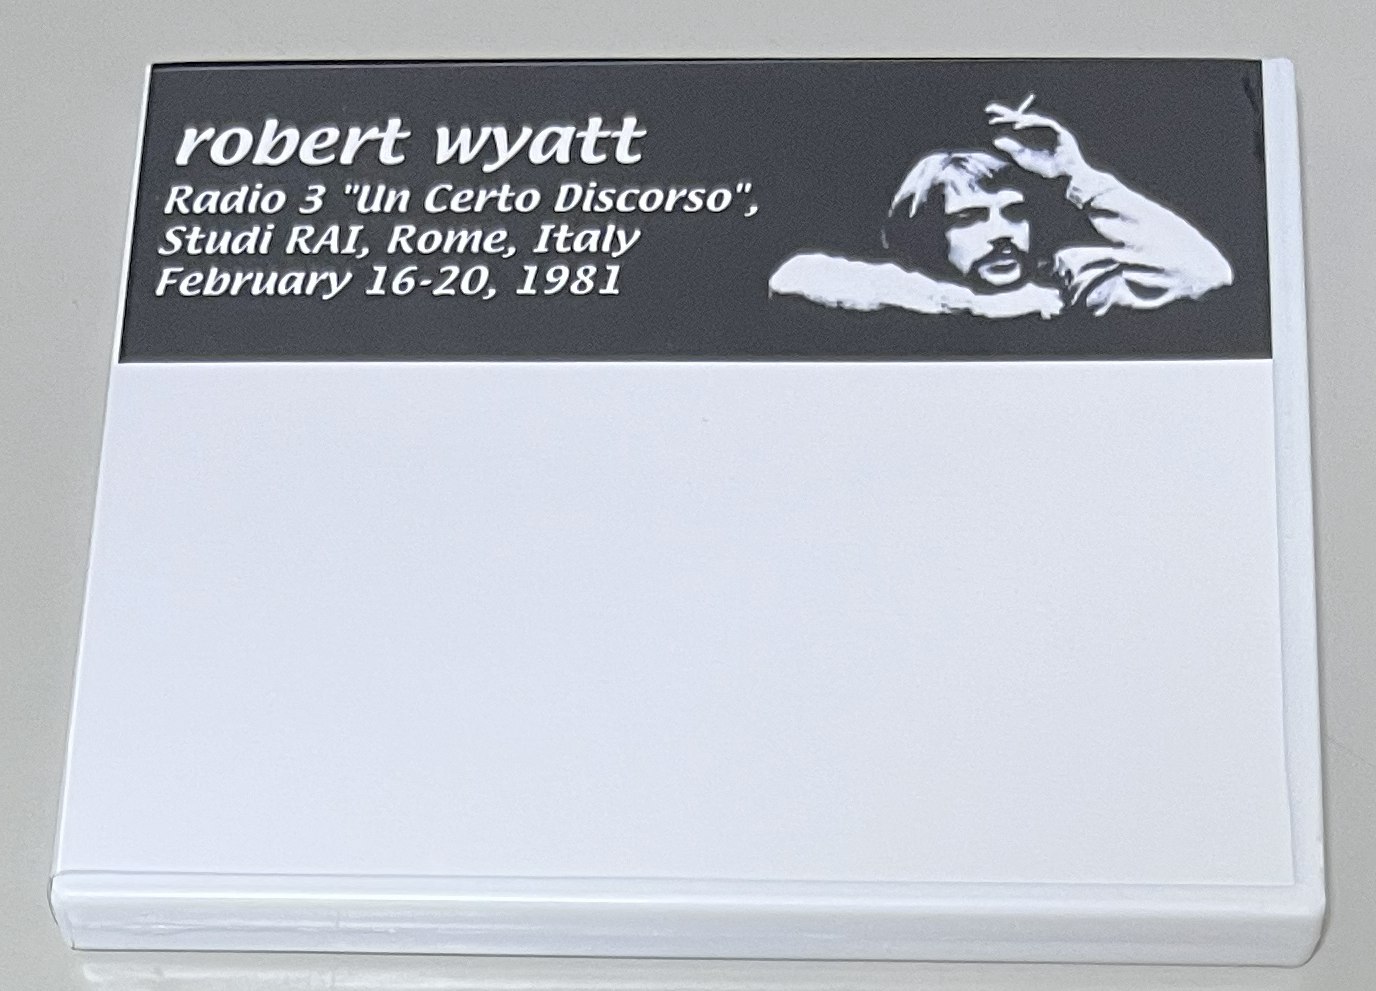 robert wyatt
Radio 3 "Un Certo Discorso",
Studi RAI, Rome, Italy
February 16-20, 1981